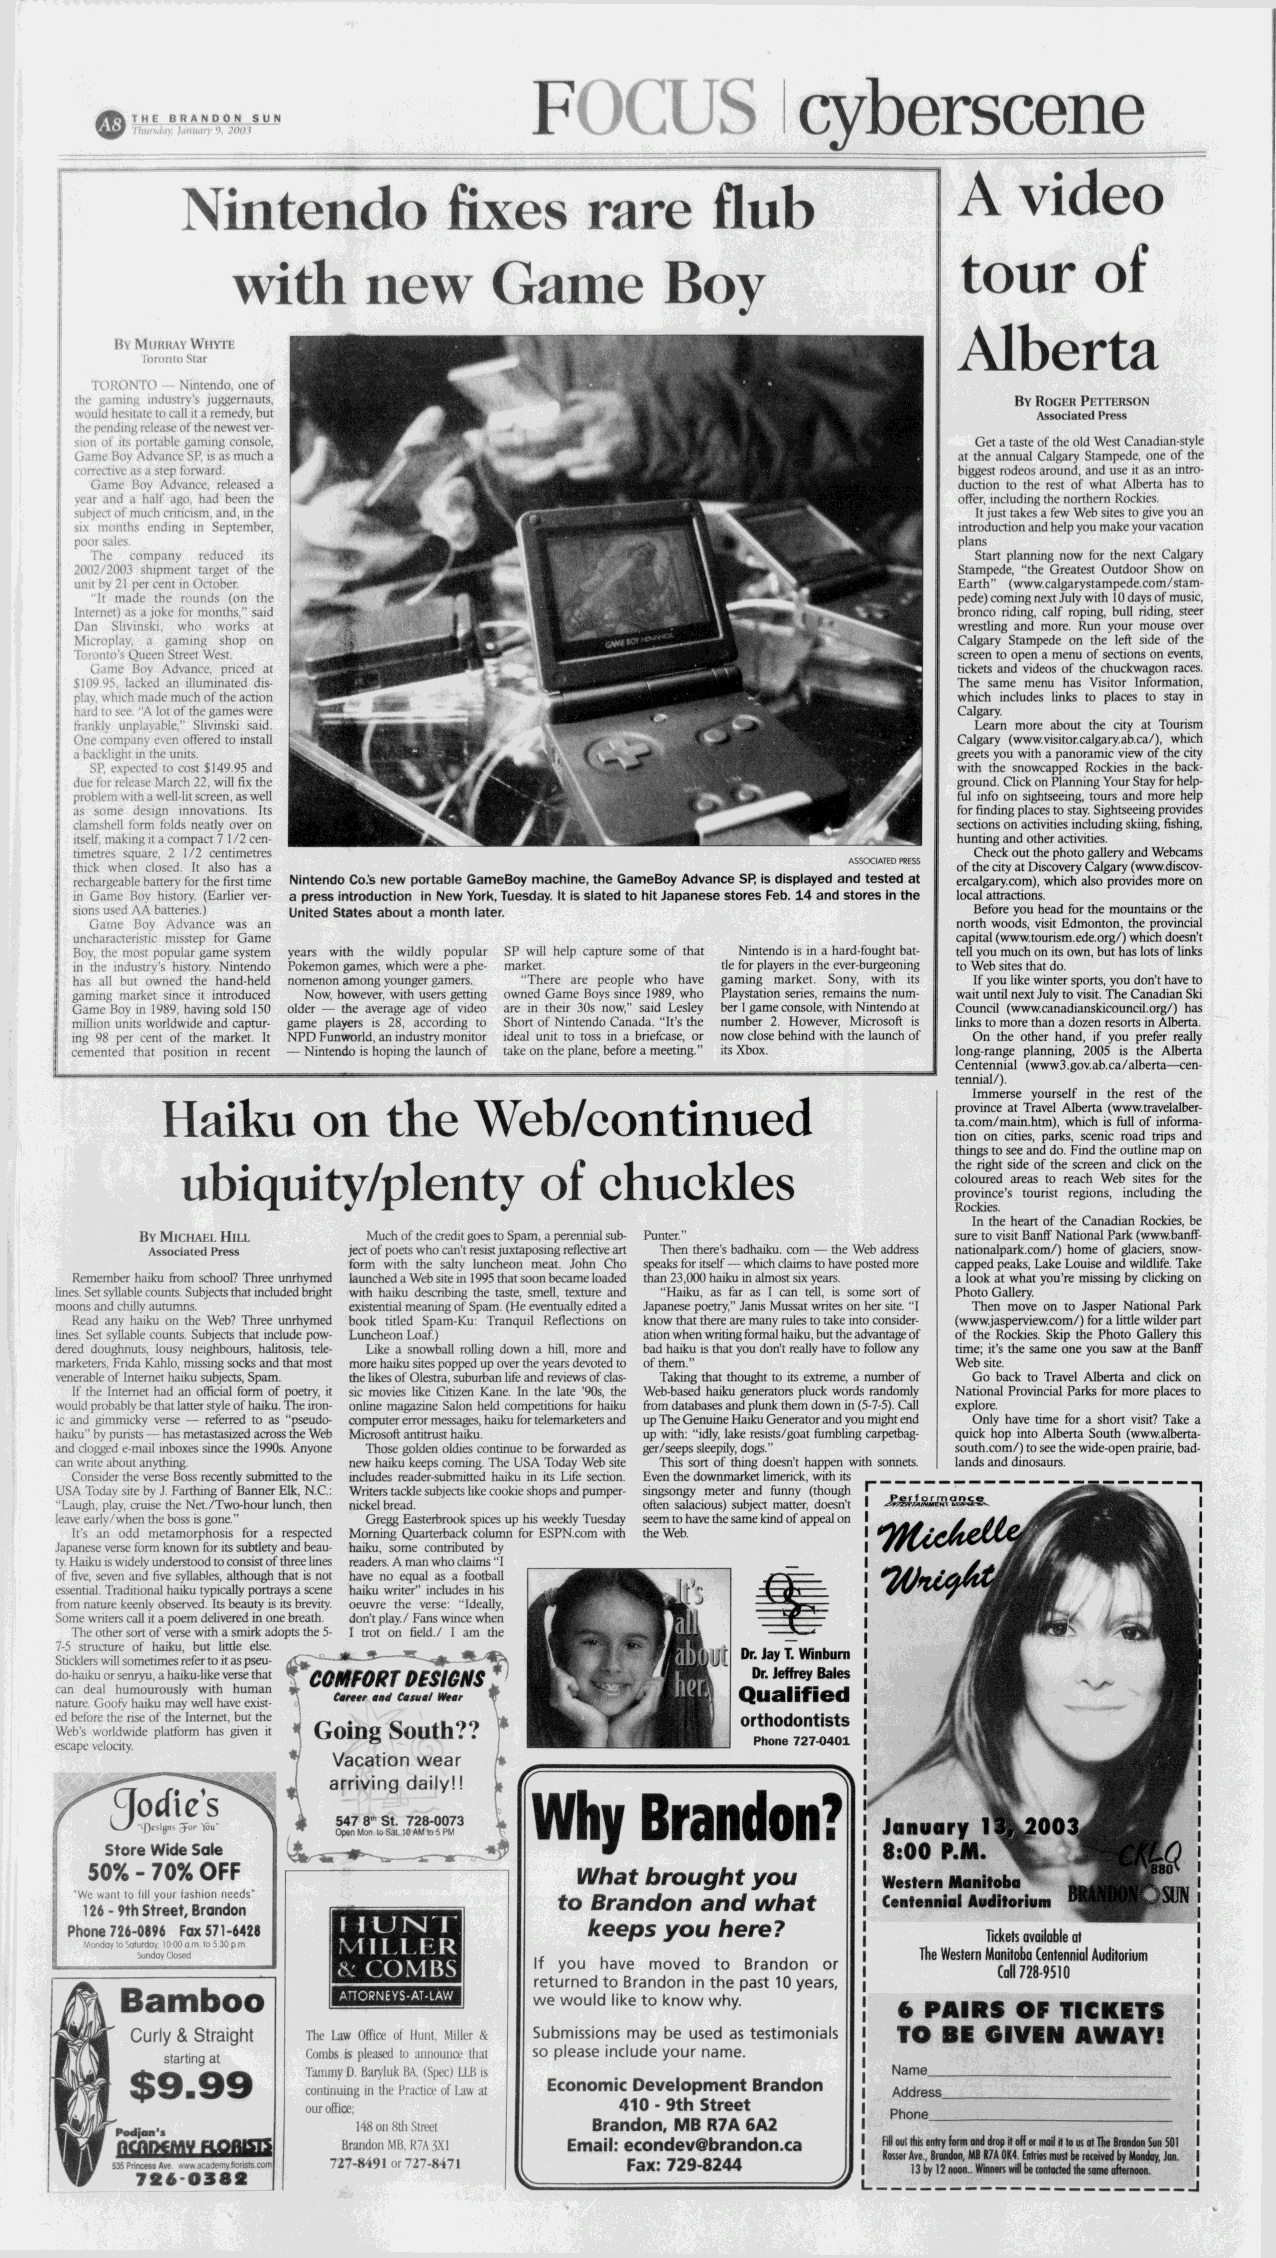 A8
THE BRANDON SUN
Thursday, January 9, 2003
FOCUS | cyberscene
Nintendo fixes rare flub
with new Game Boy
BY MURRAY WHYTE
Toronto Star
TORONTO — Nintendo, one of
the gaming industry's juggernauts,
would hesitate to call it a remedy, but
the pending release of the newest ver-
sion of its portable gaming console,
Game Boy Advance SP, is as much a
corrective as a step forward.
Game Boy Advance, released a
year and a half ago, had been the
subject of much criticism, and, in the
six months ending in September,
poor sales.
The company reduced its
2002/2003 shipment target of the
unit by 21 per cent in October.
"It made the rounds (on the
Internet) as a joke for months," said
Dan Slivinski, who works at
Microplay, a gaming shop on
Toronto's Queen Street West.
Game Boy Advance, priced at
$109.95, lacked an illuminated dis-
play, which made much of the action
hard to see. "A lot of the games were
frankly unplayable," Slivinski said.
One company even offered to install
a backlight in the units.
SP, expected to cost $149.95 and
due for release March 22, will fix the
problem with a well-lit screen, as well
as some design innovations. Its
clamshell form folds neatly over on
itself, making it a compact 7 1/2 cen-
timetres square, 2 1/2 centimetres
thick when closed. It also has a
rechargeable battery for the first time
in Game Boy history. (Earlier ver-
sions used AA batteries.)
Game Boy Advance was an
uncharacteristic misstep for Game
Boy, the most popular game system
in the industry's history. Nintendo
has all but owned the hand-held
gaming market since it introduced
Game Boy in 1989, having sold 150
million units worldwide and captur-
ing 98 per cent of the market. It
cemented that position in recent
GAME BOY ADVANCE
ASSOCIATED PRESS
Nintendo Co.'s new portable GameBoy machine, the GameBoy Advance SP, is displayed and tested at
a press introduction in New York, Tuesday. It is slated to hit Japanese stores Feb. 14 and stores in the
United States about a month later.
years with the wildly popular
Pokemon games, which were a phe-
nomenon among younger gamers.
Now, however, with users getting
older — the average age of video
game players is 28, according to
NPD Funworld, an industry monitor
— Nintendo is hoping the launch of
SP will help capture some of that
market.
"There are people who have
owned Game Boys since 1989, who
are in their 30s now," said Lesley
Short of Nintendo Canada. "It's the
ideal unit to toss in a briefcase, or
take on the plane, before a meeting."
Nintendo is in a hard-fought bat-
tle for players in the ever-burgeoning
gaming market. Sony, with its
Playstation series, remains the num-
ber 1 game console, with Nintendo at
number 2. However, Microsoft is
now close behind with the launch of
its Xbox.
A video
tour of
Alberta
BY ROGER PETTERSON
Associated Press
Get a taste of the old West Canadian-style
at the annual Calgary Stampede, one of the
biggest rodeos around, and use it as an intro-
duction to the rest of what Alberta has to
offer, including the northern Rockies.
It just takes a few Web sites to give you an
introduction and help you make your vacation
plans
Start planning now for the next Calgary
Stampede, "the Greatest Outdoor Show on
Earth" (www.calgarystampede.com/stam-
pede) coming next July with 10 days of music,
bronco riding, calf roping, bull riding, steer
wrestling and more. Run your mouse over
Calgary Stampede on the left side of the
screen to open a menu of sections on events,
tickets and videos of the chuckwagon races.
The same menu has Visitor Information,
which includes links to places to stay in
Calgary.
Learn more about the city at Tourism
Calgary (www.visitor.calgary.ab.ca/), which
greets you with a panoramic view of the city
with the snowcapped Rockies in the back-
ground. Click on Planning Your Stay for help-
ful info on sightseeing, tours and more help
for finding places to stay. Sightseeing provides
sections on activities including skiing, fishing,
hunting and other activities.
Check out the photo gallery and Webcams
of the city at Discovery Calgary (www.discov-
ercalgary.com), which also provides more on
local attractions.
Before you head for the mountains or the
north woods, visit Edmonton, the provincial
capital (www.tourism.ede.org/) which doesn't
tell you much on its own, but has lots of links
to Web sites that do.
If you like winter sports, you don't have to
wait until next July to visit. The Canadian Ski
Council (www.canadianskicouncil.org/) has
links to more than a dozen resorts in Alberta.
On the other hand, if you prefer really
long-range planning, 2005 is the Alberta
Centennial (www3.gov.ab.ca/alberta—cen-
tennial/).
Immerse yourself in the rest of the
province at Travel Alberta (www.travelalber-
ta.com/main.htm), which is full of informa-
tion on cities, parks, scenic road trips and
things to see and do. Find the outline map on
the right side of the screen and click on the
coloured areas to reach Web sites for the
province's tourist regions, including the
Rockies.
In the heart of the Canadian Rockies, be
sure to visit Banff National Park (www.banff-
nationalpark.com/) home of glaciers, snow-
capped peaks, Lake Louise and wildlife. Take
a look at what you're missing by clicking on
Photo Gallery.
Then move on to Jasper National Park
(www.jasperview.com/) for a little wilder part
of the Rockies. Skip the Photo Gallery this
time; it's the same one you saw at the Banff
Web site.
Go back to Travel Alberta and click on
National Provincial Parks for more places to
explore.
Only have time for a short visit? Take a
quick hop into Alberta South (www.alberta-
south.com/) to see the wide-open prairie, bad-
lands and dinosaurs.
Haiku on the Web/continued
ubiquity/plenty of chuckles
BY MICHAEL HILL
Associated Press
Remember haiku from school? Three unrhymed
lines. Set syllable counts. Subjects that included bright
moons and chilly autumns.
Read any haiku on the Web? Three unrhymed
lines. Set syllable counts. Subjects that include pow-
dered doughnuts, lousy neighbours, halitosis, tele-
marketers, Frida Kahlo, missing socks and that most
venerable of Internet haiku subjects, Spam.
If the Internet had an official form of poetry, it
would probably be that latter style of haiku. The iron-
ic and gimmicky verse — referred to as "pseudo-
haiku" by purists — has metastasized across the Web
and clogged e-mail inboxes since the 1990s. Anyone
can write about anything.
Consider the verse Boss recently submitted to the
USA Today site by J. Farthing of Banner Elk, N.C.:
"Laugh, play, cruise the Net./Two-hour lunch, then
leave early/when the boss is gone."
It's an odd metamorphosis for a respected
Japanese verse form known for its subtlety and beau-
ty. Haiku is widely understood to consist of three lines
of five, seven and five syllables, although that is not
essential. Traditional haiku typically portrays a scene
from nature keenly observed. Its beauty is its brevity.
Some writers call it a poem delivered in one breath.
The other sort of verse with a smirk adopts the 5-
7-5 structure of haiku, but little else.
Sticklers will sometimes refer to it as pseu-
do-haiku or senryu, a haiku-like verse that
can deal humourously with human
nature. Goofy haiku may well have exist-
ed before the rise of the Internet, but the
Web's worldwide platform has given it
escape velocity.
Much of the credit goes to Spam, a perennial sub-
ject of poets who can't resist juxtaposing reflective art
form with the salty luncheon meat. John Cho
launched a Web site in 1995 that soon became loaded
with haiku describing the taste, smell, texture and
existential meaning of Spam. (He eventually edited a
book titled Spam-Ku: Tranquil Reflections on
Luncheon Loaf.)
Like a snowball rolling down a hill, more and
more haiku sites popped up over the years devoted to
the likes of Olestra, suburban life and reviews of clas-
sic movies like Citizen Kane. In the late '90s, the
online magazine Salon held competitions for haiku
computer error messages, haiku for telemarketers and
Microsoft antitrust haiku.
Those golden oldies continue to be forwarded as
new haiku keeps coming. The USA Today Web site
includes reader-submitted haiku in its Life section.
Writers tackle subjects like cookie shops and pumper-
nickel bread.
Gregg Easterbrook spices up his weekly Tuesday
Morning Quarterback column for ESPN.com with
haiku, some contributed by
readers. A man who claims "I
have no equal as a football
haiku writer" includes in his
oeuvre the verse: "Ideally,
don't play./ Fans wince when
I trot on field./ I am the
Punter."
Then there's badhaiku. com — the Web address
speaks for itself — which claims to have posted more
than 23,000 haiku in almost six years.
"Haiku, as far as I can tell, is some sort of
Japanese poetry," Janis Mussat writes on her site. "I
know that there are many rules to take into consider-
ation when writing formal haiku, but the advantage of
bad haiku is that you don't really have to follow any
of them."
Taking that thought to its extreme, a number of
Web-based haiku generators pluck words randomly
from databases and plunk them down in (5-7-5). Call
up The Genuine Haiku Generator and you might end
up with: "idly, lake resists/goat fumbling carpetbag-
ger/seeps sleepily, dogs."
This sort of thing doesn't happen with sonnets.
Even the downmarket limerick, with its
singsongy meter and funny (though
often salacious) subject matter, doesn't
seem to have the same kind of appeal on
the Web.
Jodie's
"Designs For You"
Store Wide Sale
50% - 70% OFF
"We want to fill your fashion needs"
126 - 9th Street, Brandon
Phone 726-0896 Fax 571-6428
Monday to Saturday, 10:00 a.m. to 5:30 p.m.
Sunday Closed
Bamboo
Curly & Straight
starting at
$9.99
Podjan's
ACADEMY FLORISTS
535 Princess Ave. www.academy.florists.com
726-0382
COMFORT DESIGNS
Career and Casual Wear
Going South??
Vacation wear
arriving daily!!
547 8th St. 728-0073
Open Mon. to Sat. 10 AM to 5 PM
HUNT
MILLER
& COMBS
ATTORNEYS-AT-LAW
The Law Office of Hunt, Miller &
Combs is pleased to announce that
Tammy D. Baryluk BA, (Spec) LLB is
continuing in the Practice of Law at
our office;
148 on 8th Street
Brandon MB, R7A 3X1
727-8491 or 727-8471
It's
all
about
her.
OSC
Dr. Jay T. Winburn
Dr. Jeffrey Bales
Qualified
orthodontists
Phone 727-0401
Why Brandon?
What brought you
to Brandon and what
keeps you here?
If you have moved to Brandon or
returned to Brandon in the past 10 years,
we would like to know why.
Submissions may be used as testimonials
so please include your name.
Economic Development Brandon
410 - 9th Street
Brandon, MB R7A 6A2
Email: econdev@brandon.ca
Fax: 729-8244
Performance
Michelle
Wright
January 13, 2003
8:00 P.M.
CKLQ
880
Western Manitoba
Centennial Auditorium
BRANDON SUN
Tickets available at
The Western Manitoba Centennial Auditorium
Call 728-9510
6 PAIRS OF TICKETS
TO BE GIVEN AWAY!
Name
Address
Phone
Fill out this entry form and drop it off or mail it to us at The Brandon Sun 501
Rosser Ave., Brandon, MB R7A 0K4. Entries must be received by Monday, Jan.
13 by 12 noon.. Winners will be contacted the same afternoon.